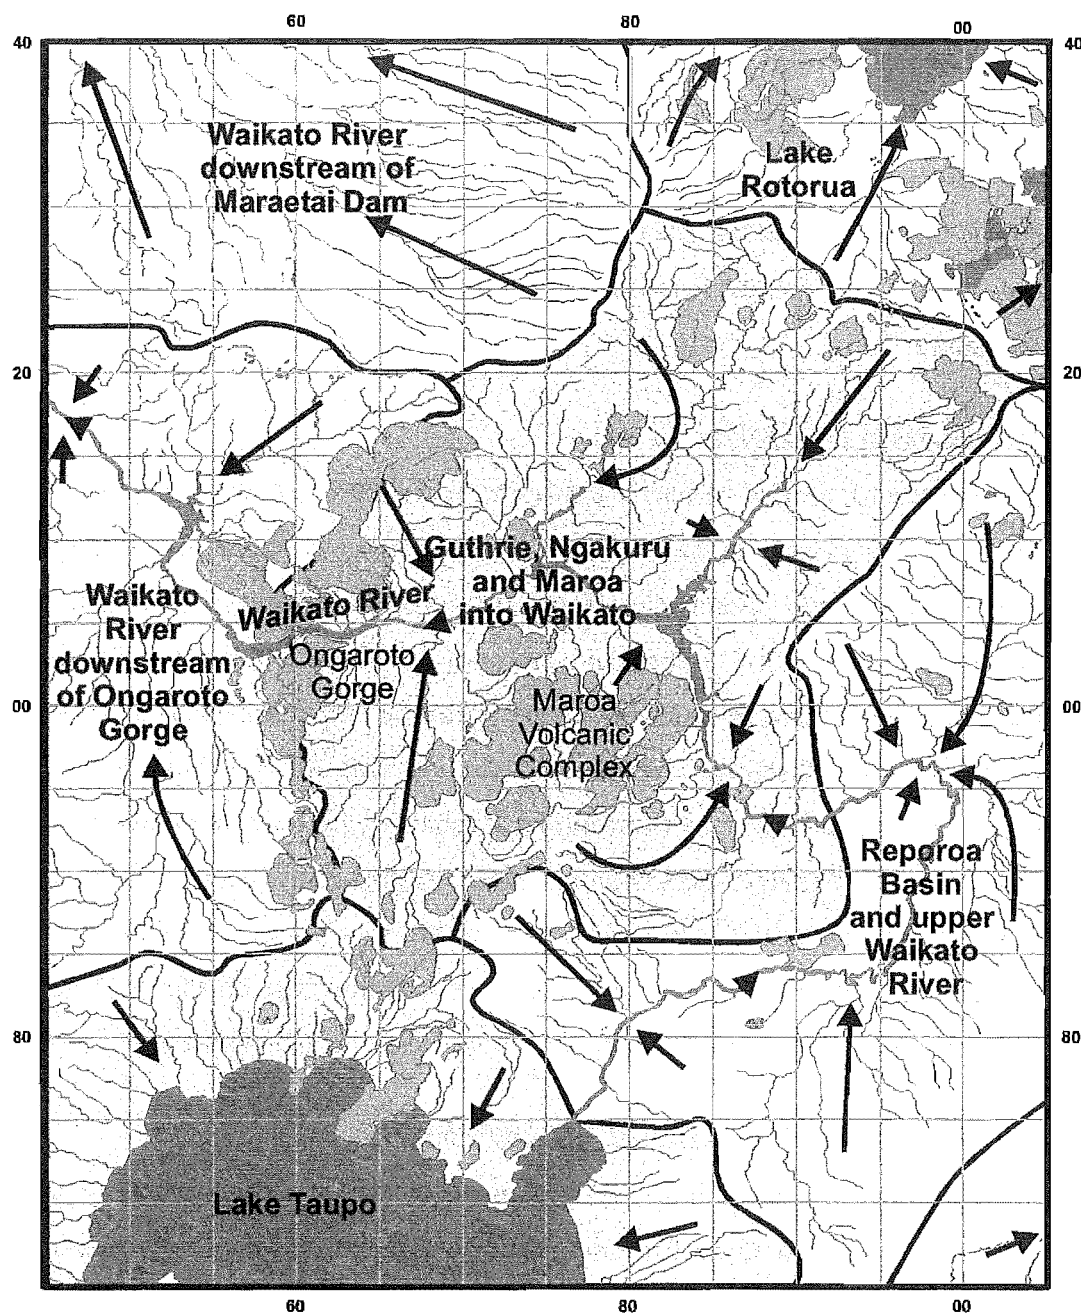 60
80
00
40
40
Waikato River
downstream of
Maraetai Dam
Lake
Rotorua
20
20
Guthrie, Ngakuru
and Maroa
into Waikato
Waikato River
Waikato
River
downstream
of Ongaroto
Gorge
Ongaroto
Gorge
Maroa
Volcanic
Complex
00
00
Reporoa
Basin
and upper
Waikato
River
80
80
Lake Taupo
60
80
00